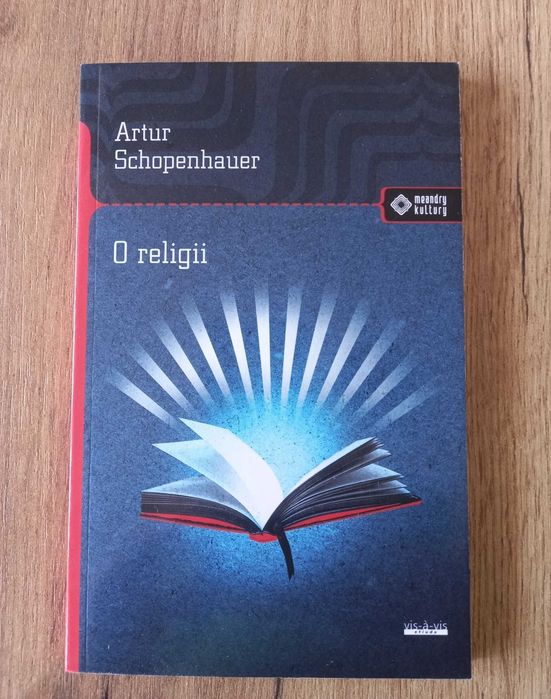 Artur
Schopenhauer
meandry
kultury
O religii
vis-à-vis
etiuda